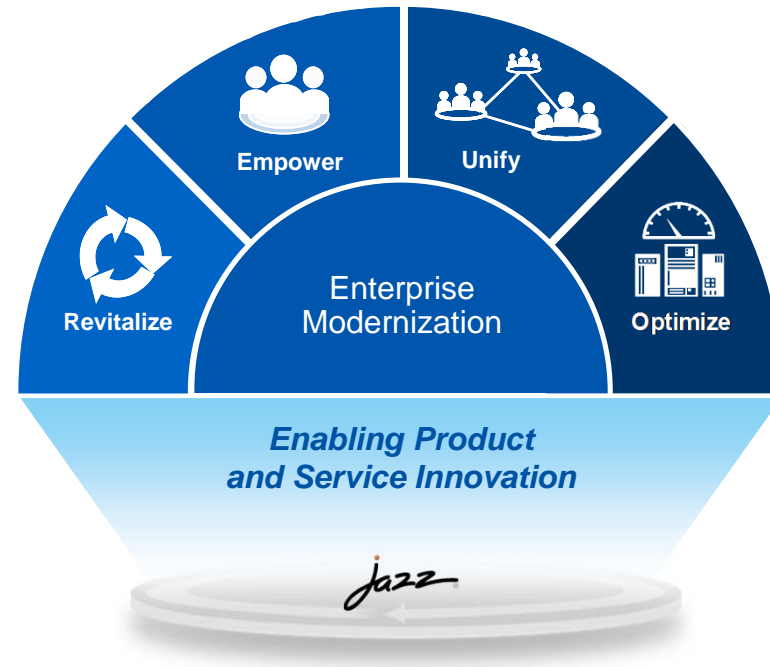 Empower
Unify
Revitalize
Optimize
Enterprise
Modernization
Enabling Product
and Service Innovation
jazz